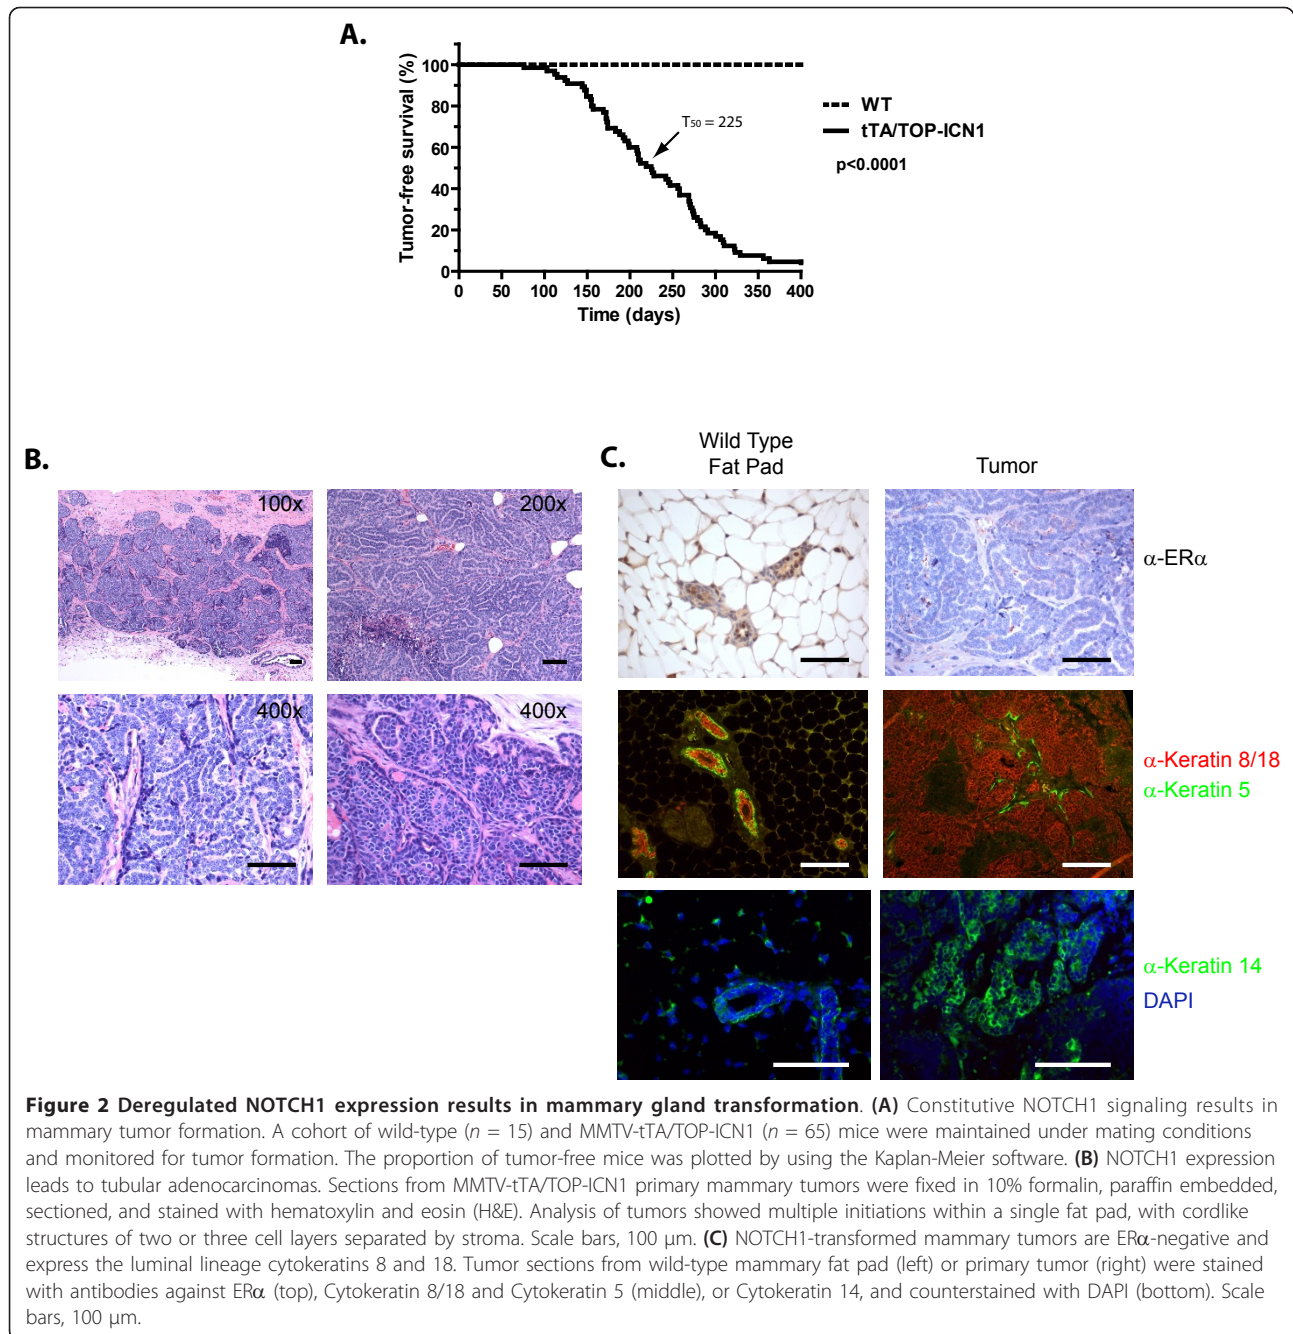 A.
Tumor-free survival (%)
100
80
60
40
20
0
0 50 100 150 200 250 300 350 400
Time (days)
T50 = 225
WT
tTA/TOP-ICN1
p<0.0001
B.
100x
200x
400x
400x
C.
Wild Type
Fat Pad
Tumor
α-ERα
α-Keratin 8/18
α-Keratin 5
α-Keratin 14
DAPI
Figure 2 Deregulated NOTCH1 expression results in mammary gland transformation. (A) Constitutive NOTCH1 signaling results in
mammary tumor formation. A cohort of wild-type (n = 15) and MMTV-tTA/TOP-ICN1 (n = 65) mice were maintained under mating conditions
and monitored for tumor formation. The proportion of tumor-free mice was plotted by using the Kaplan-Meier software. (B) NOTCH1 expression
leads to tubular adenocarcinomas. Sections from MMTV-tTA/TOP-ICN1 primary mammary tumors were fixed in 10% formalin, paraffin embedded,
sectioned, and stained with hematoxylin and eosin (H&E). Analysis of tumors showed multiple initiations within a single fat pad, with cordlike
structures of two or three cell layers separated by stroma. Scale bars, 100 μm. (C) NOTCH1-transformed mammary tumors are ERα-negative and
express the luminal lineage cytokeratins 8 and 18. Tumor sections from wild-type mammary fat pad (left) or primary tumor (right) were stained
with antibodies against ERα (top), Cytokeratin 8/18 and Cytokeratin 5 (middle), or Cytokeratin 14, and counterstained with DAPI (bottom). Scale
bars, 100 μm.